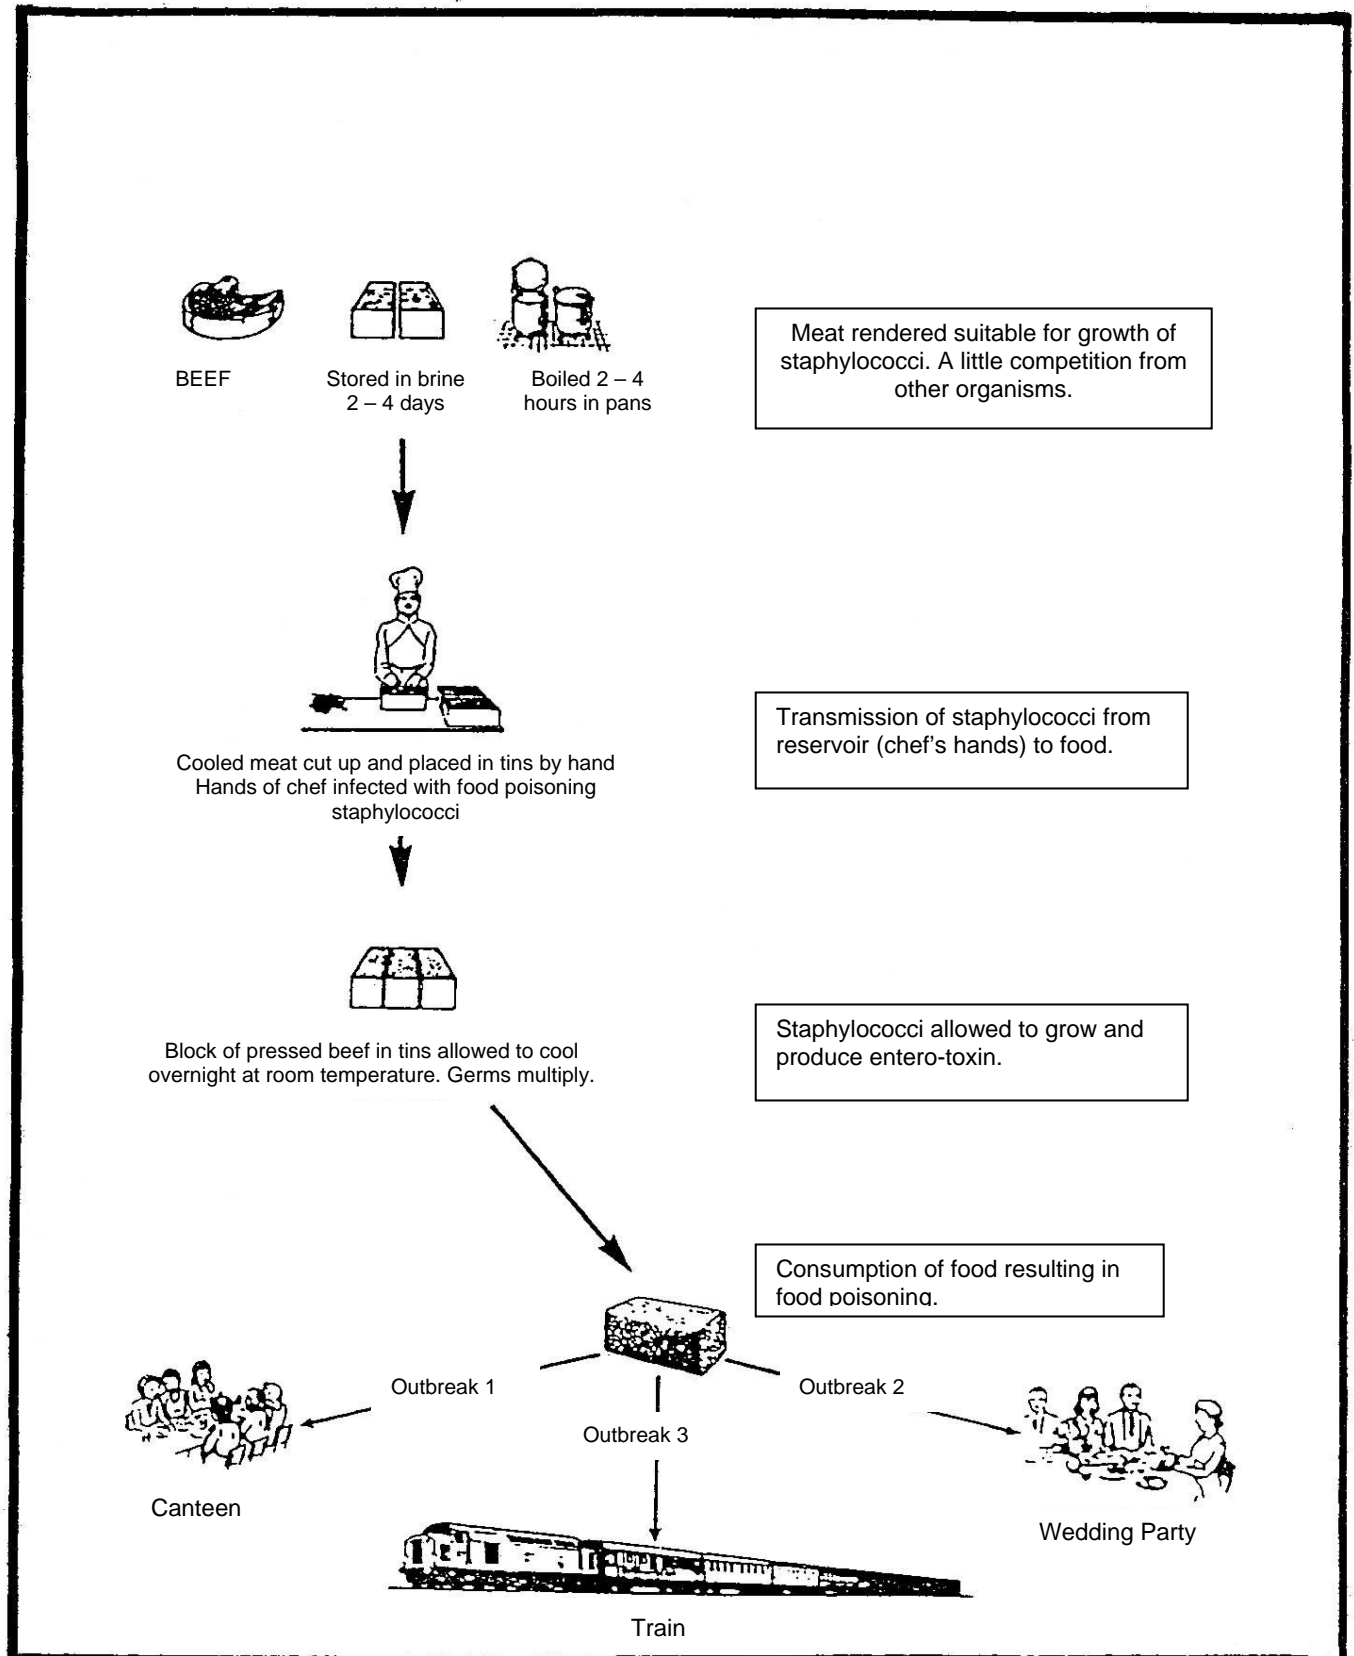 BEEF
Stored in brine
2 – 4 days
Boiled 2 – 4
hours in pans
Meat rendered suitable for growth of
staphylococci. A little competition from
other organisms.
Cooled meat cut up and placed in tins by hand
Hands of chef infected with food poisoning
staphylococci
Transmission of staphylococci from
reservoir (chef's hands) to food.
Block of pressed beef in tins allowed to cool
overnight at room temperature. Germs multiply.
Staphylococci allowed to grow and
produce entero-toxin.
Consumption of food resulting in
food poisoning.
Outbreak 1
Outbreak 2
Outbreak 3
Canteen
Wedding Party
Train